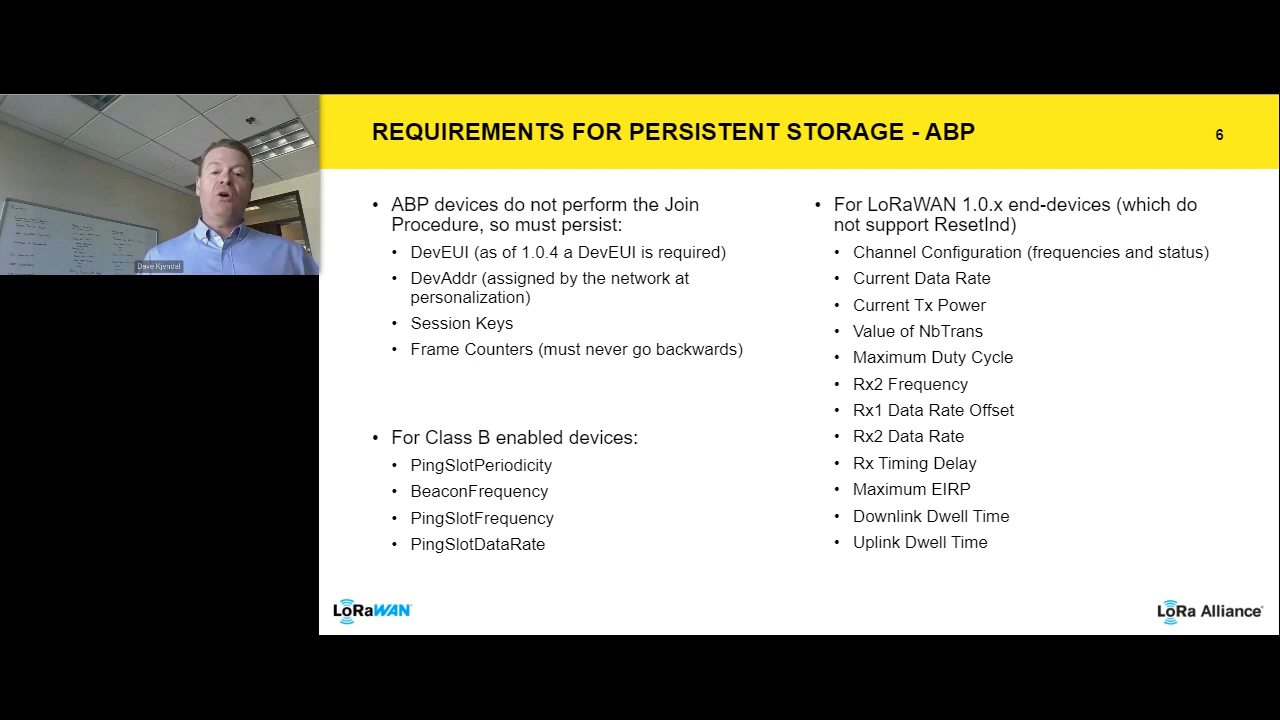 REQUIREMENTS FOR PERSISTENT STORAGE - ABP
6
• ABP devices do not perform the Join
Procedure, so must persist:
• DevEUI (as of 1.0.4 a DevEUI is required)
• DevAddr (assigned by the network at
personalization)
• Session Keys
• Frame Counters (must never go backwards)
• For Class B enabled devices:
• PingSlotPeriodicity
• BeaconFrequency
• PingSlotFrequency
• PingSlotDataRate
• For LoRaWAN 1.0.x end-devices (which do
not support ResetInd)
• Channel Configuration (frequencies and status)
• Current Data Rate
• Current Tx Power
• Value of NbTrans
• Maximum Duty Cycle
• Rx2 Frequency
• Rx1 Data Rate Offset
• Rx2 Data Rate
• Rx Timing Delay
• Maximum EIRP
• Downlink Dwell Time
• Uplink Dwell Time
Dave Kjendal
LoRaWAN
LoRa Alliance